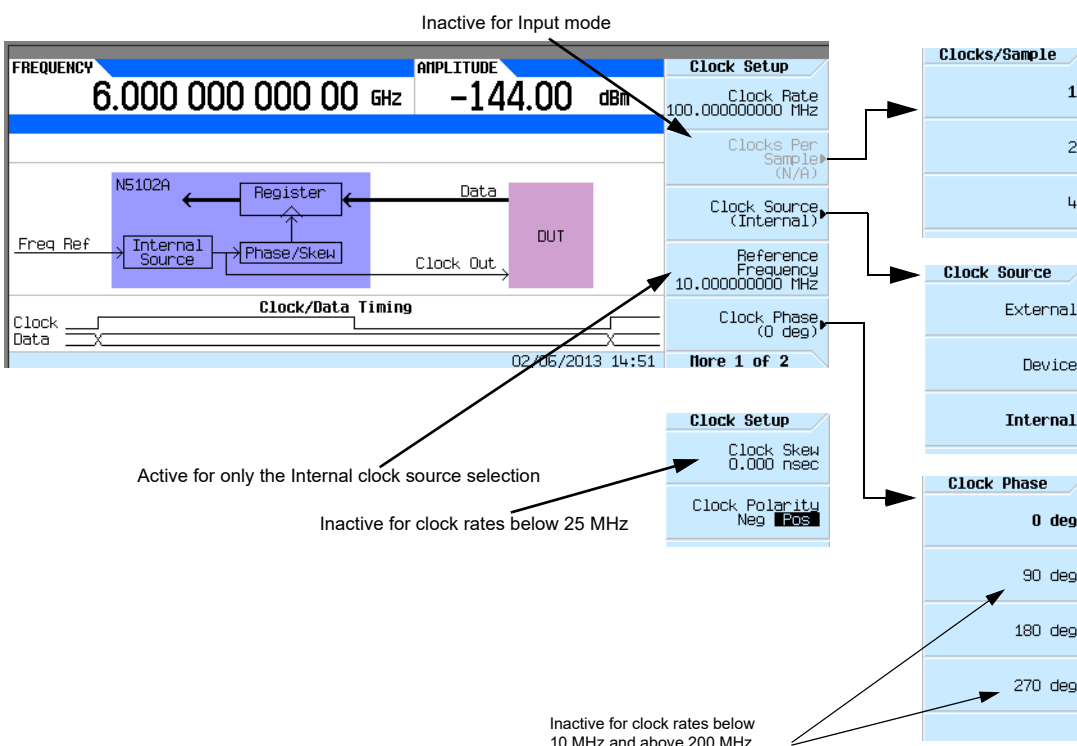 Inactive for Input mode
FREQUENCY
6.000 000 000 00 GHz
AMPLITUDE
-144.00 dBm
Clock Setup
Clock Rate
100.000000000 MHz
Clocks Per
Sample
(N/A)
Clock Source
(Internal)
Reference
Frequency
10.000000000 MHz
Clock Phase
(0 deg)
More 1 of 2
N5102A
Register
Data
DUT
Freq Ref
Internal
Source
Phase/Skew
Clock Out
Clock/Data Timing
Clock
Data
02/06/2013 14:51
Clocks/Sample
1
2
4
Clock Source
External
Device
Internal
Clock Setup
Clock Skew
0.000 nsec
Clock Polarity
Neg Pos
Active for only the Internal clock source selection
Inactive for clock rates below 25 MHz
Clock Phase
0 deg
90 deg
180 deg
270 deg
Inactive for clock rates below
10 MHz and above 200 MHz